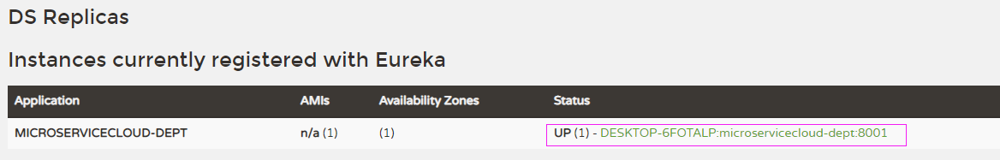 DS Replicas
Instances currently registered with Eureka
Application AMIs Availability Zones Status
MICROSERVICECLOUD-DEPT n/a (1) (1) UP (1) - DESKTOP-6FOTALP:microservicecloud-dept:8001